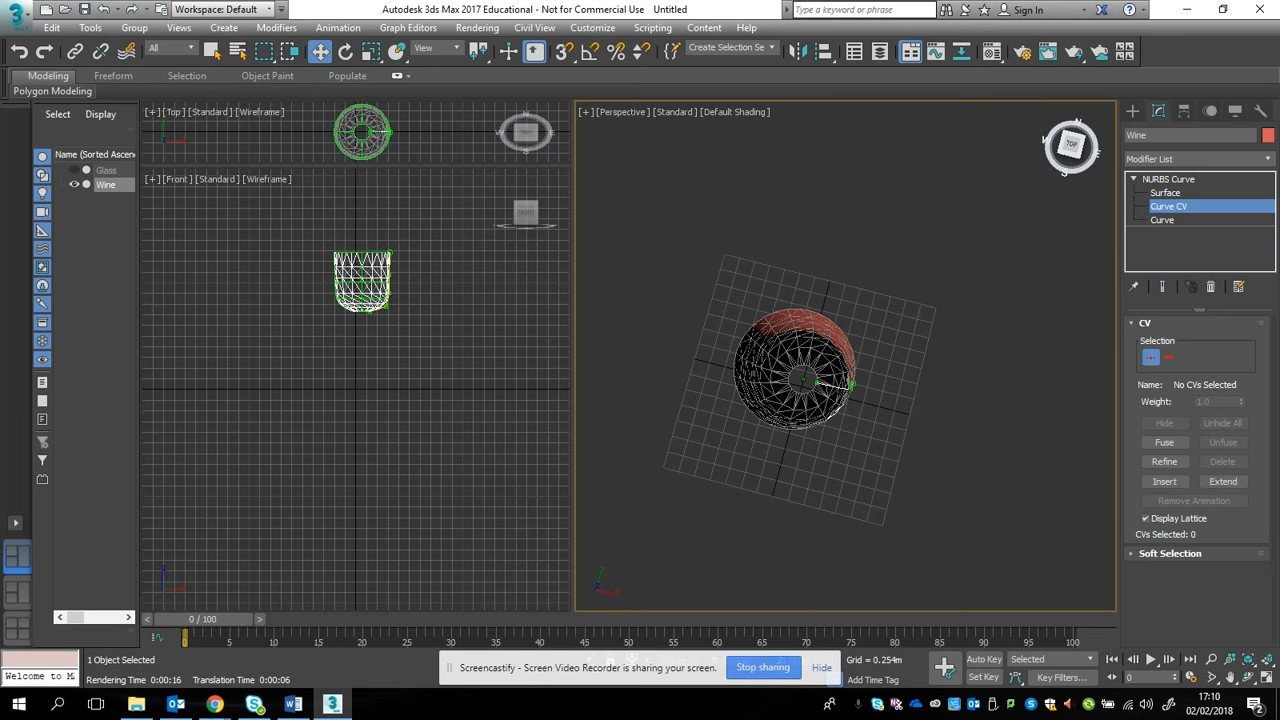 Workspace: Default
Autodesk 3ds Max 2017 Educational - Not for Commercial Use
Untitled
Type a keyword or phrase
Sign In
MAX
Edit
Tools
Group
Views
Create
Modifiers
Animation
Graph Editors
Rendering
Civil View
Customize
Scripting
Content
Help
All
View
Create Selection Se
Modeling
Freeform
Selection
Object Paint
Populate
Polygon Modeling
Select
Display
Name (Sorted Ascen
Glass
Wine
[+] [Top] [Standard] [Wireframe]
[+] [Front] [Standard] [Wireframe]
[+] [Perspective] [Standard] [Default Shading]
N
W
E
S
FRONT
TOP
Wine
Modifier List
NURBS Curve
Surface
Curve CV
Curve
CV
Selection:
Name: No CVs Selected
Weight: 1.0
Hide
Unhide All
Fuse
Unfuse
Refine
Delete
Insert
Extend
Remove Animation
Display Lattice
CVs Selected: 0
Soft Selection
0 / 100
0 5 10 15 20 25 30 35 40 45 50 55 60 65 70 75 80 85 90 95 100
1 Object Selected
Welcome to M
Rendering Time 0:00:16
Translation Time 0:00:06
Screencastify - Screen Video Recorder is sharing your screen.
Stop sharing
Hide
Grid = 0.254m
Add Time Tag
Auto Key
Selected
Set Key
Key Filters...
0
17:10
02/02/2018